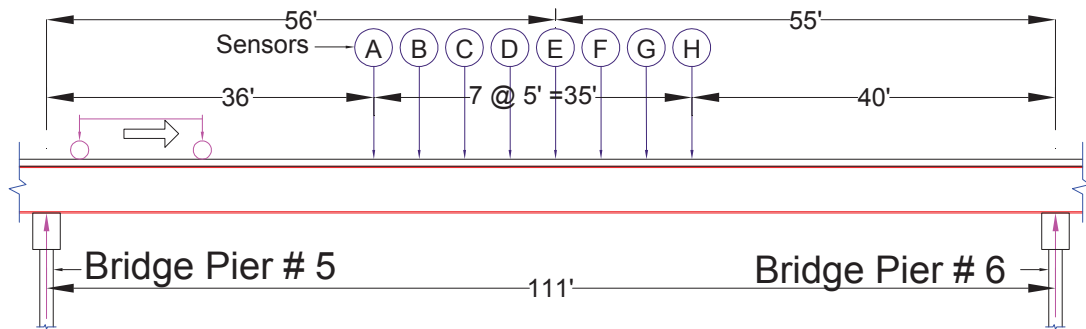 56' 55'
Sensors A B C D E F G H
36' 7 @ 5' =35' 40'
Bridge Pier # 5 Bridge Pier # 6
111'